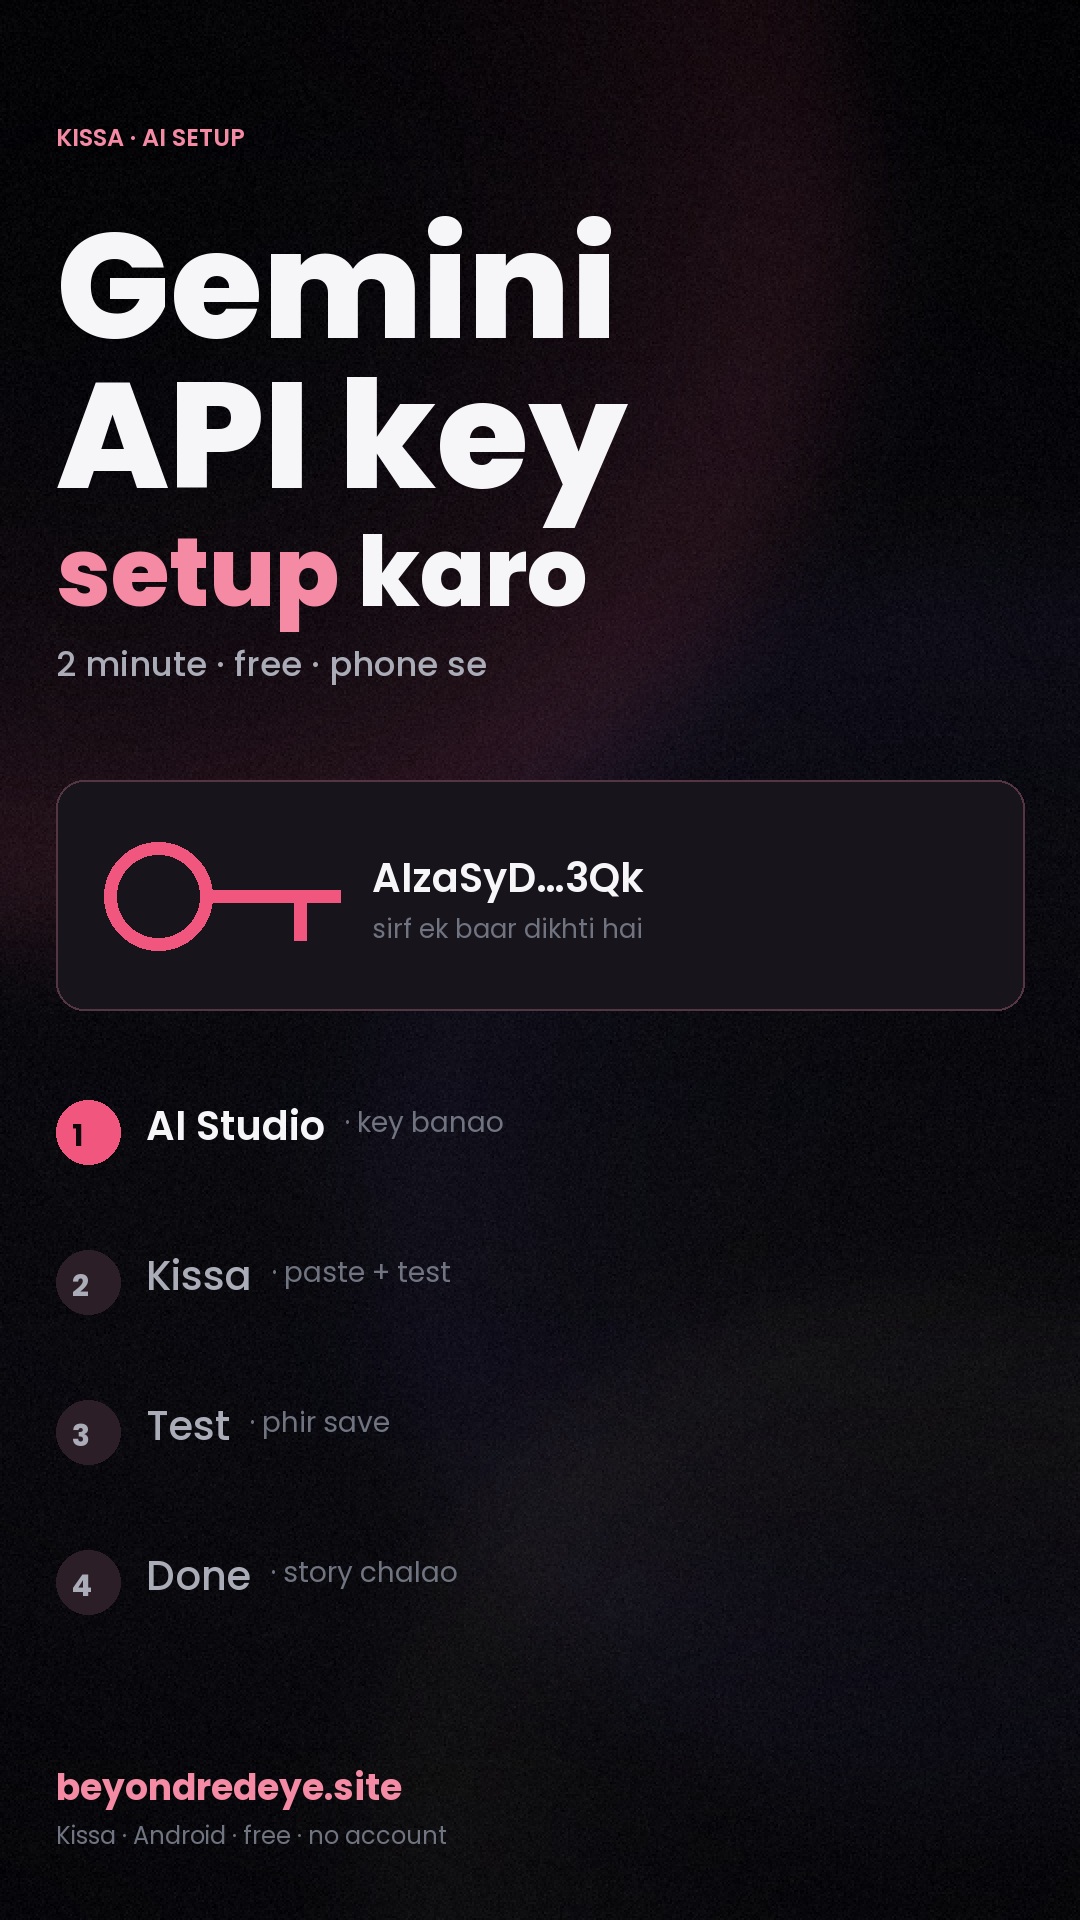 KISSA · AI SETUP
Gemini
API key
setup karo
2 minute · free · phone se
AIzaSyD...3Qk
sirf ek baar dikhti hai
1 AI Studio · key banao
2 Kissa · paste + test
3 Test · phir save
4 Done · story chalao
beyondredeye.site
Kissa · Android · free · no account